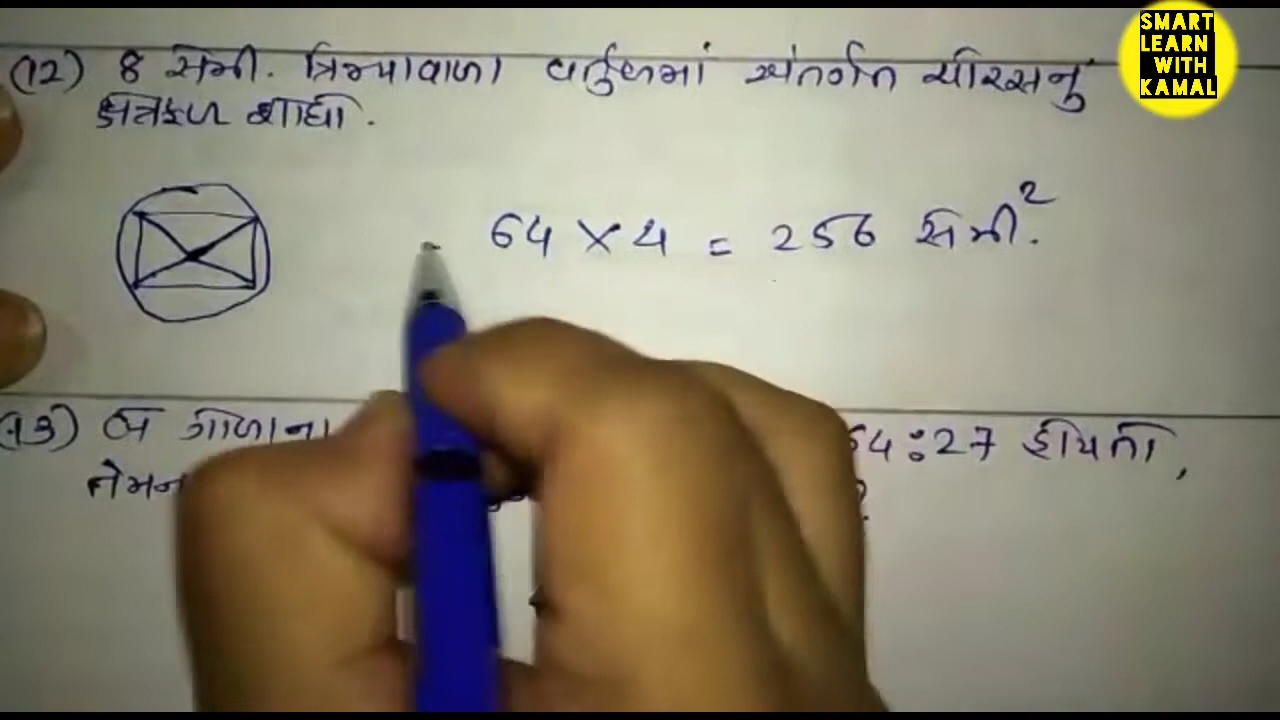 (12) 8 સેમી. ત્રિજ્યાવાળા વર્તુળમાં અંતર્ગત ચોરસનું
ક્ષેત્રફળ શોધો.
64 × 4 = 256 સેમી.²
(13) બે ગોળાના 64:27 હોયતો,
SMART
LEARN
WITH
KAMAL